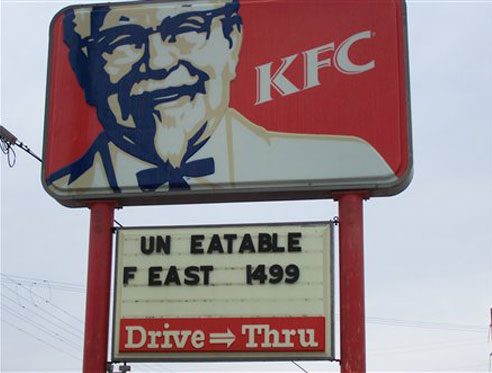 KFC
UN EATABLE
F EAST 1499
Drive⇒Thru